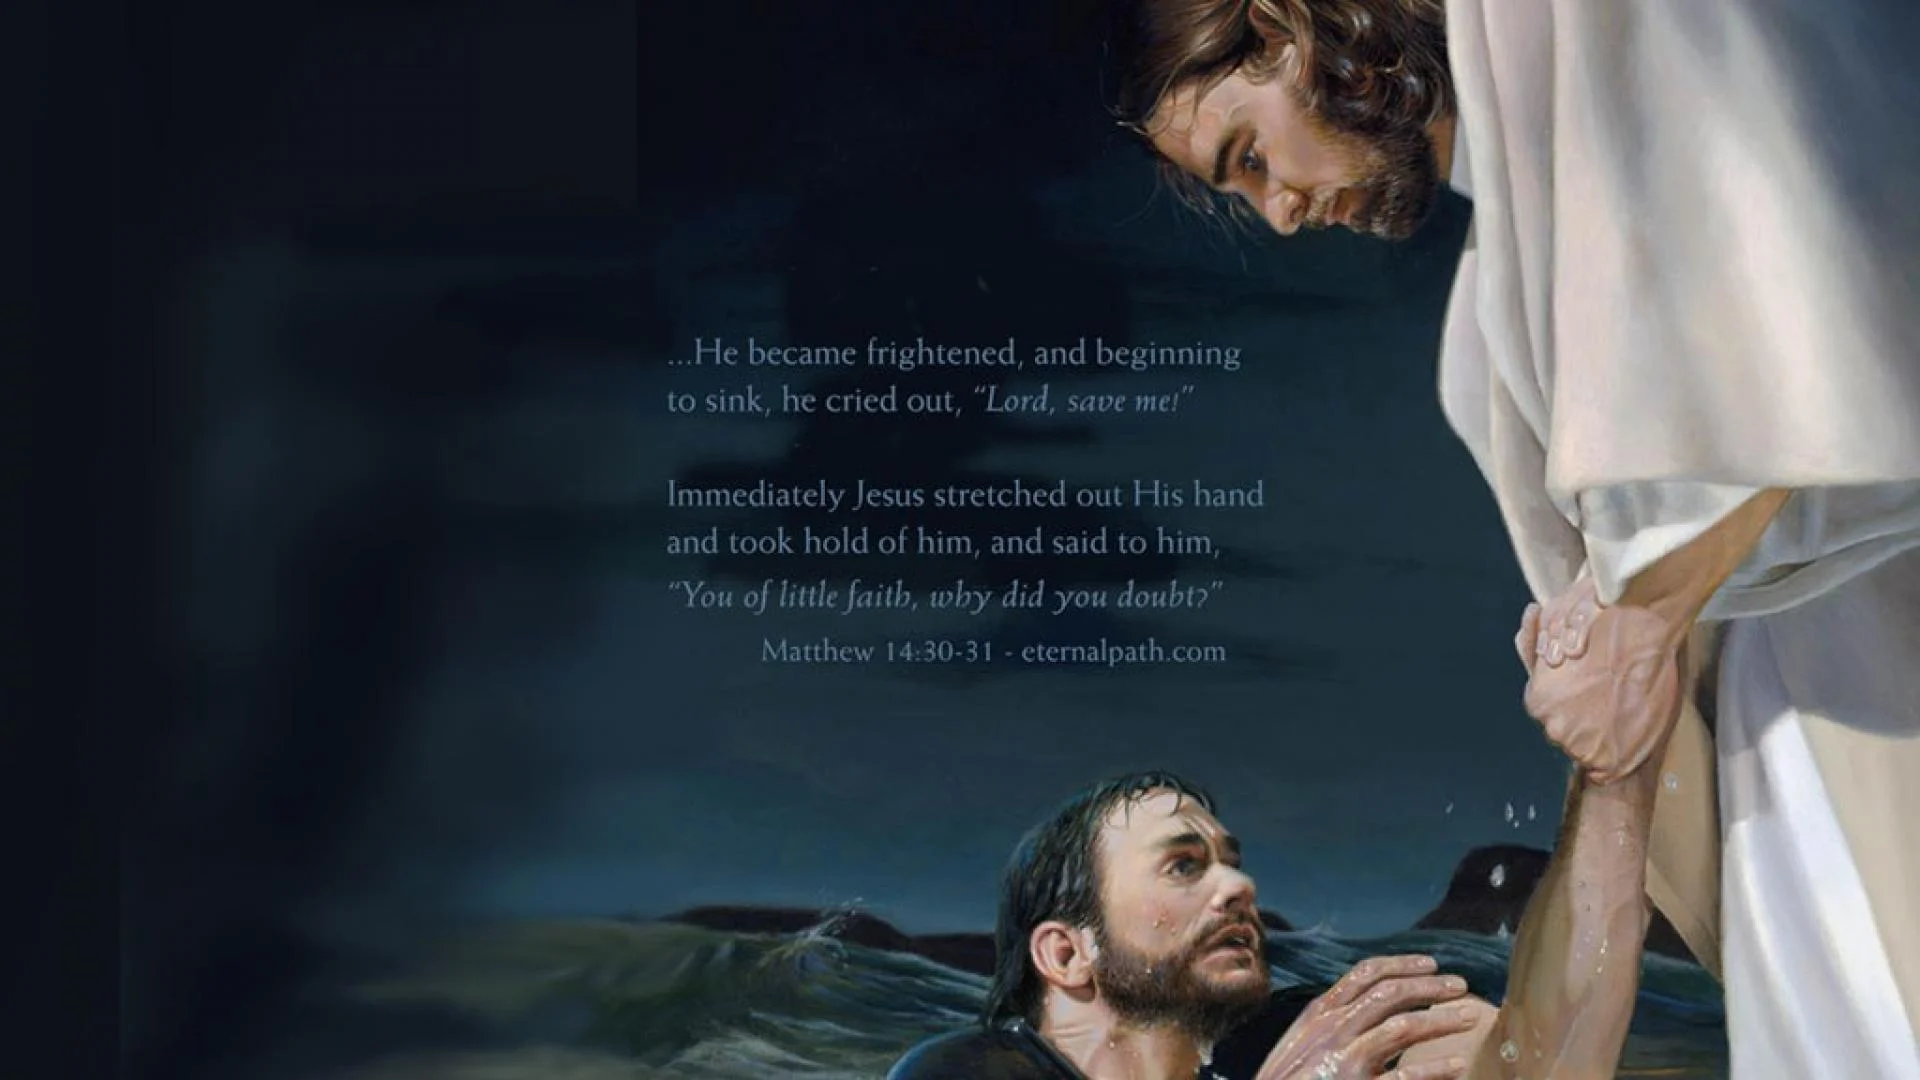 ...He became frightened, and beginning
to sink, he cried out, “Lord, save me!”
Immediately Jesus stretched out His hand
and took hold of him, and said to him,
“You of little faith, why did you doubt?”
Matthew 14:30-31 - eternalpath.com